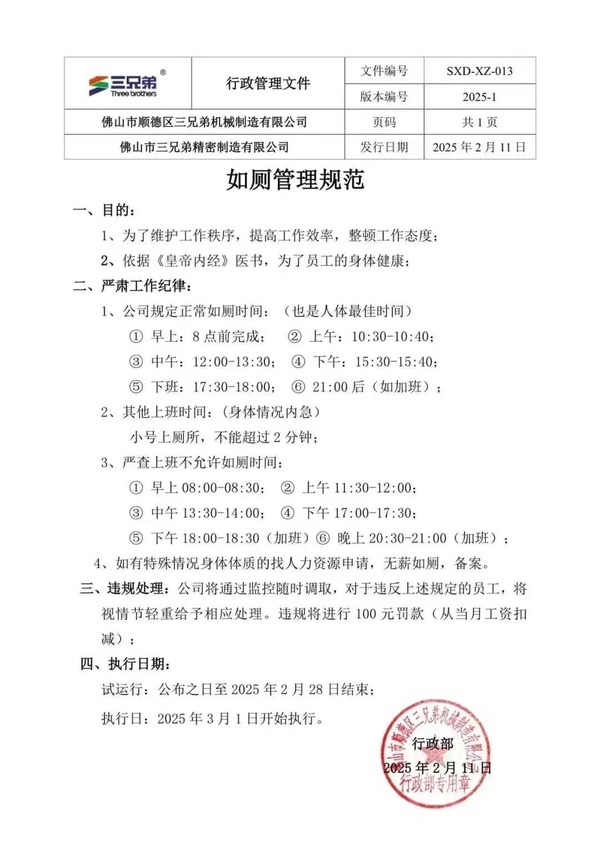 三兄弟®
Three brothers
行政管理文件
文件编号 SXD-XZ-013
版本编号 2025-1
佛山市顺德区三兄弟机械制造有限公司 页码 共 1 页
佛山市三兄弟精密制造有限公司 发行日期 2025 年 2 月 11 日
如厕管理规范
一、目的：
1、为了维护工作秩序，提高工作效率，整顿工作态度；
2、依据《皇帝内经》医书，为了员工的身体健康；
二、严肃工作纪律：
1、公司规定正常如厕时间：（也是人体最佳时间）
① 早上：8 点前完成； ② 上午：10:30-10:40；
③ 中午：12:00-13:30； ④ 下午：15:30-15:40；
⑤ 下班：17:30-18:00； ⑥ 21:00 后（如加班）；
2、其他上班时间：(身体情况内急)
小号上厕所，不能超过 2 分钟；
3、严查上班不允许如厕时间：
① 早上 08:00-08:30； ② 上午 11:30-12:00；
③ 中午 13:30-14:00； ④ 下午 17:00-17:30；
⑤ 下午 18:00-18:30（加班）⑥ 晚上 20:30-21:00（加班）；
4、如有特殊情况身体体质的找人力资源申请，无薪如厕，备案。
三、违规处理：公司将通过监控随时调取，对于违反上述规定的员工，将
视情节轻重给予相应处理。违规将进行 100 元罚款（从当月工资扣
减）；
四、执行日期：
试运行：公布之日至 2025 年 2 月 28 日结束；
执行日：2025 年 3 月 1 日开始执行。
佛山市顺德区三兄弟机械制造有限公司
行政部
2025 年 2 月 11 日
行政部专用章